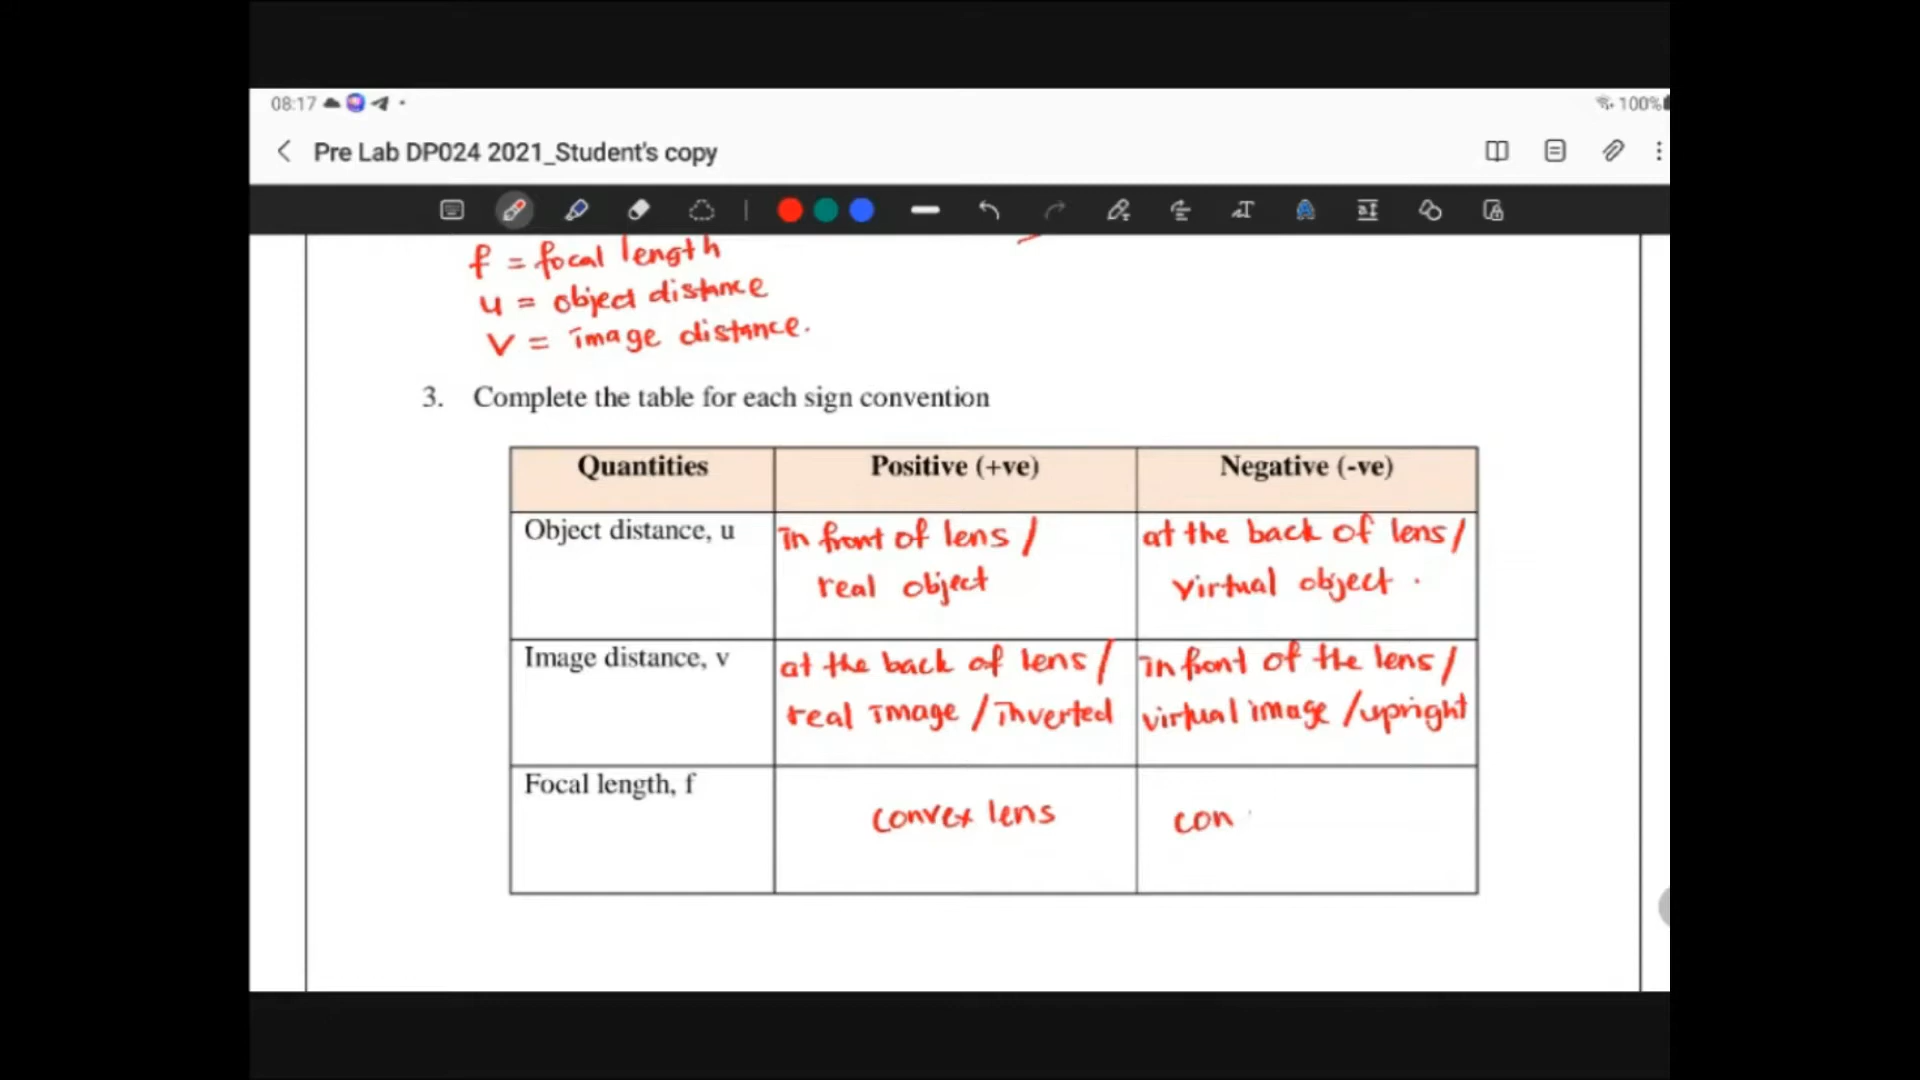 08:17
100%
Pre Lab DP024 2021_Student's copy
f = focal length
u = object distance
v = image distance.
3. Complete the table for each sign convention
Quantities Positive (+ve) Negative (-ve)
Object distance, u in front of lens / at the back of lens /
real object virtual object .
Image distance, v at the back of lens / in front of the lens /
real image / inverted virtual image / upright
Focal length, f
convex lens con